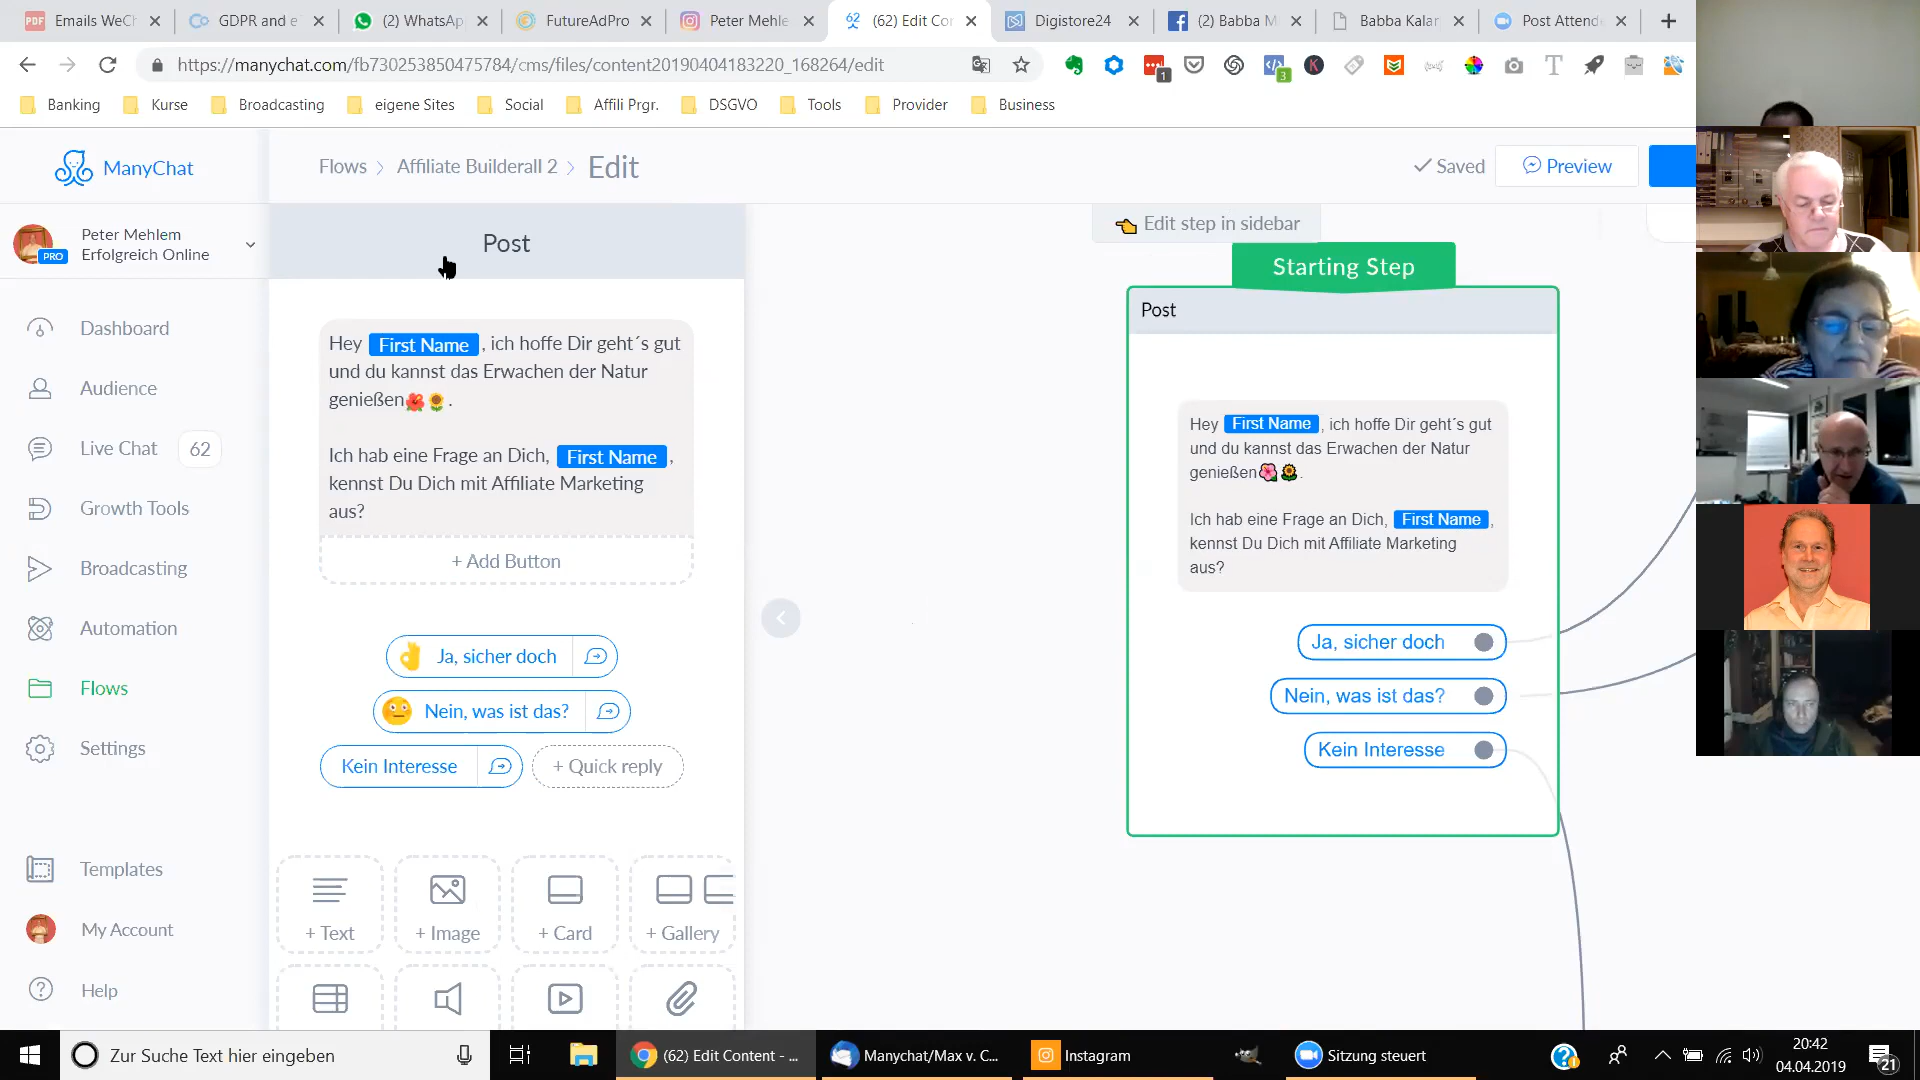 Emails WeCh
GDPR and e
(2) WhatsAp
FutureAdPro
Peter Mehle
(62) Edit Cor
Digistore24
(2) Babba M
Babba Kalar
Post Attende
https://manychat.com/fb730253850475784/cms/files/content20190404183220_168264/edit
1
3
Banking
Kurse
Broadcasting
eigene Sites
Social
Affili Prgr.
DSGVO
Tools
Provider
Business
ManyChat
Flows
Affiliate Builderall 2
Edit
Saved
Preview
Peter Mehlem
Erfolgreich Online
PRO
Dashboard
Audience
Live Chat 62
Growth Tools
Broadcasting
Automation
Flows
Settings
Templates
My Account
Help
Post
Hey First Name, ich hoffe Dir geht´s gut
und du kannst das Erwachen der Natur
genießen🌺🌻.
Ich hab eine Frage an Dich, First Name,
kennst Du Dich mit Affiliate Marketing
aus?
+ Add Button
👌 Ja, sicher doch
😳 Nein, was ist das?
Kein Interesse
+ Quick reply
+ Text
+ Image
+ Card
+ Gallery
👈 Edit step in sidebar
Starting Step
Post
Hey First Name, ich hoffe Dir geht´s gut
und du kannst das Erwachen der Natur
genießen🌺🌻.
Ich hab eine Frage an Dich, First Name,
kennst Du Dich mit Affiliate Marketing
aus?
Ja, sicher doch
Nein, was ist das?
Kein Interesse
Zur Suche Text hier eingeben
(62) Edit Content - ...
Manychat/Max v. C...
Instagram
Sitzung steuert
20:42
04.04.2019
21